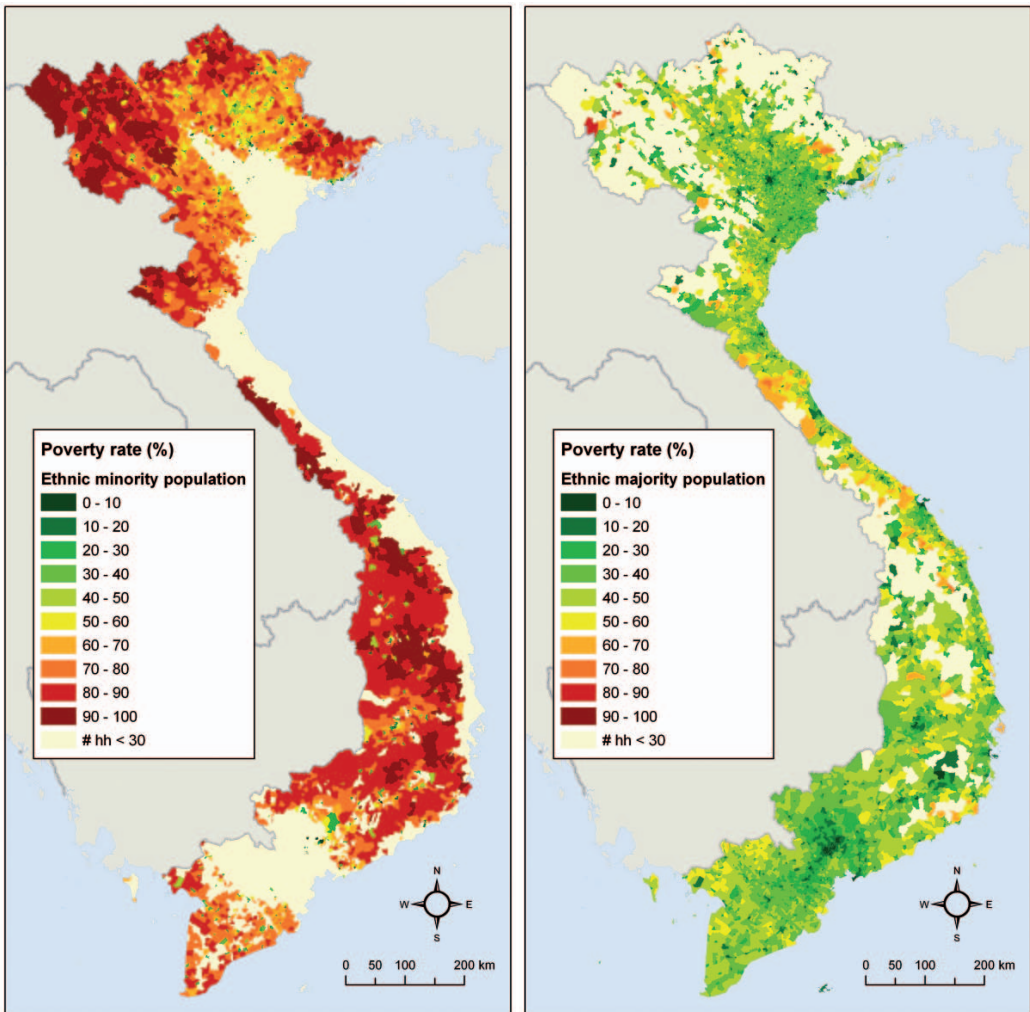 Poverty rate (%)
Ethnic minority population
0 - 10
10 - 20
20 - 30
30 - 40
40 - 50
50 - 60
60 - 70
70 - 80
80 - 90
90 - 100
# hh < 30
N
W E
S
0 50 100 200 km
Poverty rate (%)
Ethnic majority population
0 - 10
10 - 20
20 - 30
30 - 40
40 - 50
50 - 60
60 - 70
70 - 80
80 - 90
90 - 100
# hh < 30
N
W E
S
0 50 100 200 km